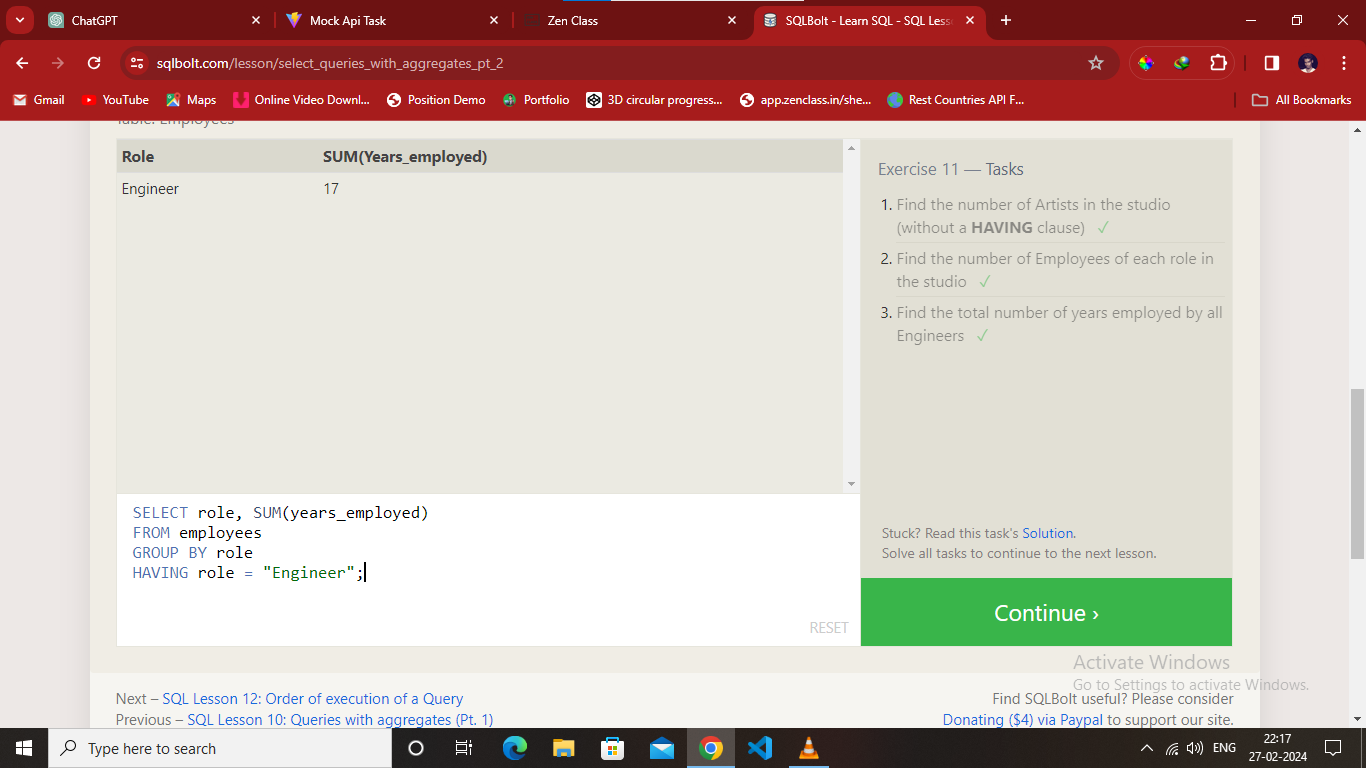 ChatGPT
Mock Api Task
Zen Class
SQLBolt - Learn SQL - SQL Less
sqlbolt.com/lesson/select_queries_with_aggregates_pt_2
Gmail
YouTube
Maps
Online Video Downl...
Position Demo
Portfolio
3D circular progress...
app.zenclass.in/she...
Rest Countries API F...
All Bookmarks
Table: Employees
Role SUM(Years_employed)
Engineer 17
Exercise 11 — Tasks
1. Find the number of Artists in the studio
(without a HAVING clause) ✓
2. Find the number of Employees of each role in
the studio ✓
3. Find the total number of years employed by all
Engineers ✓
SELECT role, SUM(years_employed)
FROM employees
GROUP BY role
HAVING role = "Engineer";
RESET
Stuck? Read this task's Solution.
Solve all tasks to continue to the next lesson.
Continue ›
Activate Windows
Go to Settings to activate Windows.
Next – SQL Lesson 12: Order of execution of a Query
Previous – SQL Lesson 10: Queries with aggregates (Pt. 1)
Find SQLBolt useful? Please consider
Donating ($4) via Paypal to support our site.
Type here to search
ENG
22:17
27-02-2024